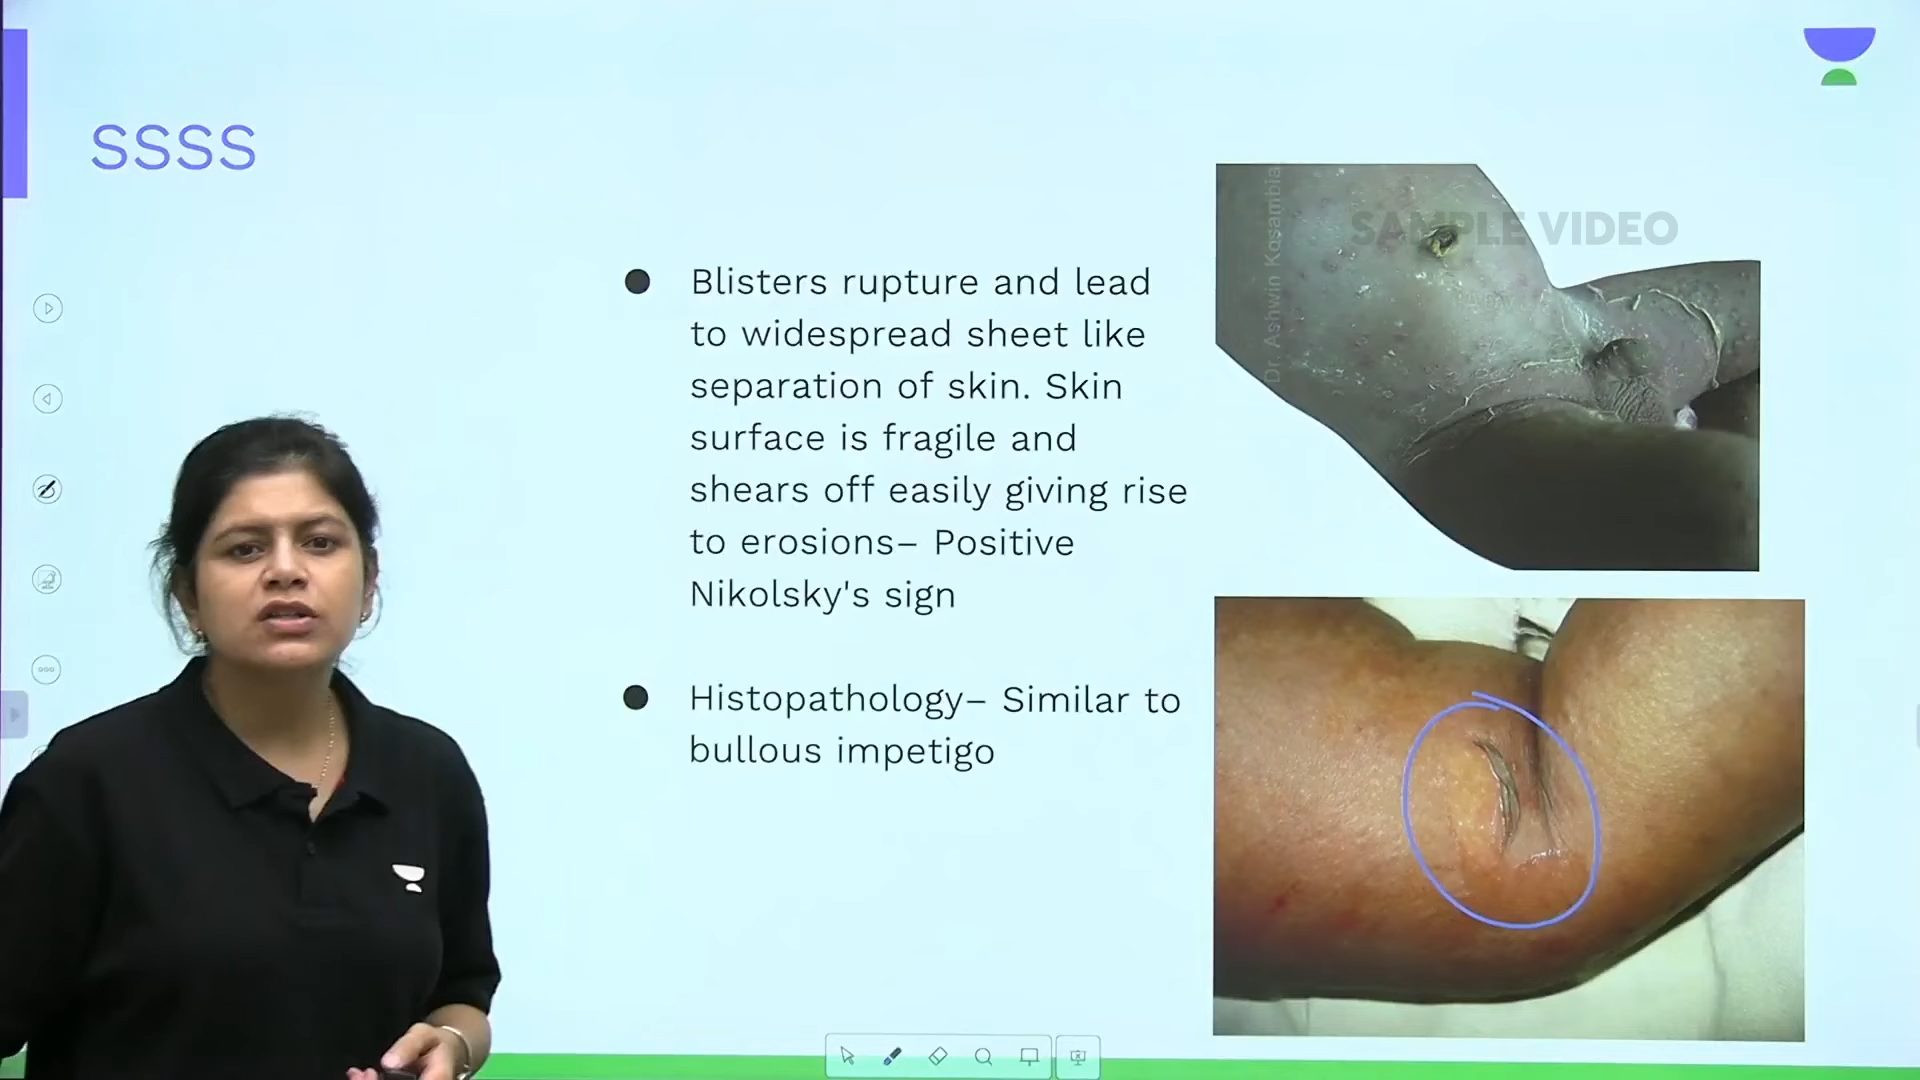 SSSS
Blisters rupture and lead
to widespread sheet like
separation of skin. Skin
surface is fragile and
shears off easily giving rise
to erosions– Positive
Nikolsky's sign
Histopathology– Similar to
bullous impetigo
Dr. Ashwin Kosambia
SAMPLE VIDEO